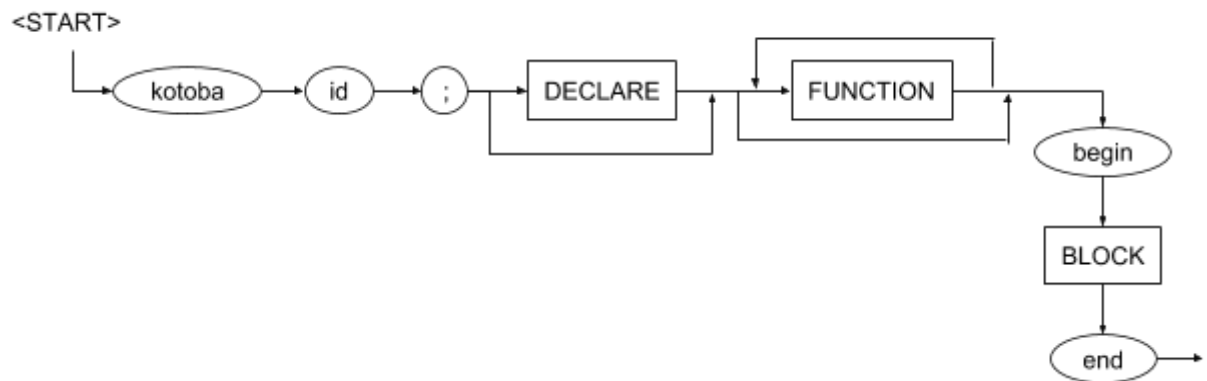 <START>
kotoba id ; DECLARE FUNCTION
begin
BLOCK
end